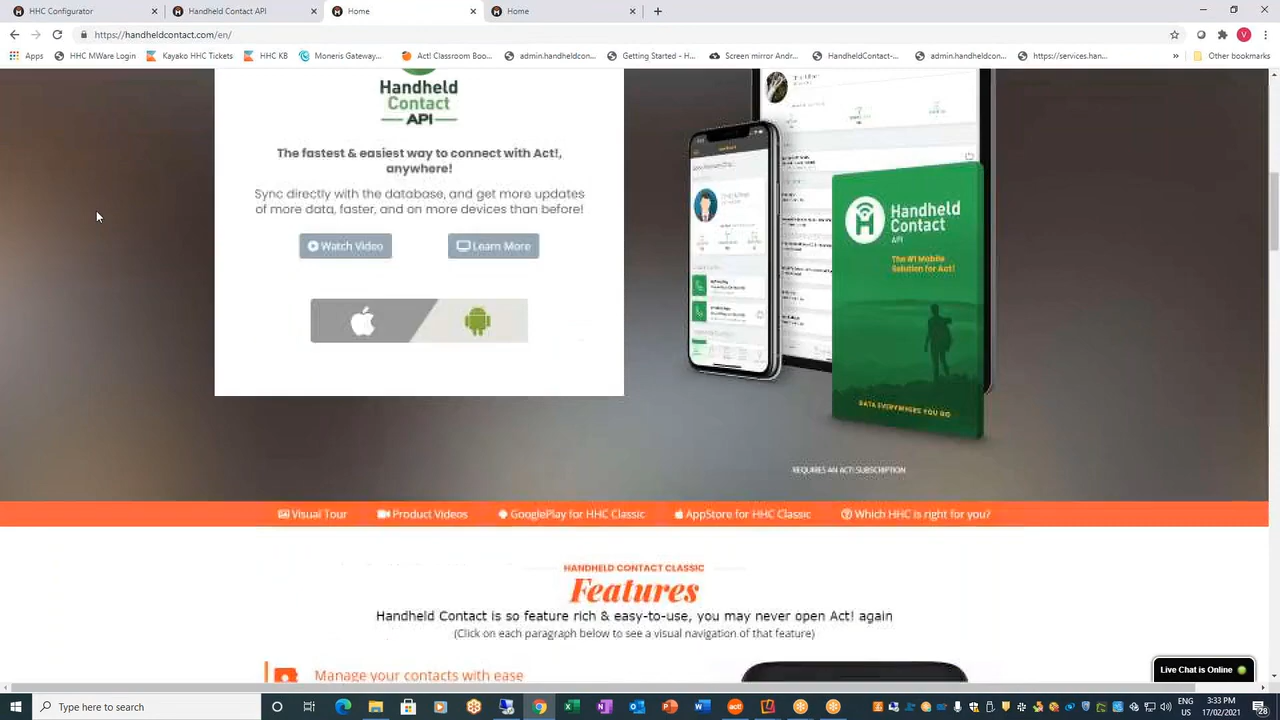 HHC Configurator
Handheld Contact API
Home
Home
https://handheldcontact.com/en/
Apps
HHC MWare Login
Kayako HHC Tickets
HHC KB
Moneris Gateway...
Act! Classroom Boo...
admin.handheldcon...
Getting Started - H...
Screen mirror Andr...
HandheldContact-...
admin.handheldcon...
https://services.han...
»
Other bookmarks
Handheld
Contact
API
The fastest & easiest way to connect with Act!,
anywhere!
Sync directly with the database, and get more updates
of more data, faster, and on more devices than before!
Watch Video
Learn More
Handheld
Contact
API
The #1 Mobile
Solution for Act!
DATA EVERYWHERE YOU GO
REQUIRES AN ACT! SUBSCRIPTION
Visual Tour
Product Videos
GooglePlay for HHC Classic
AppStore for HHC Classic
Which HHC is right for you?
HANDHELD CONTACT CLASSIC
Features
Handheld Contact is so feature rich & easy-to-use, you may never open Act! again
(Click on each paragraph below to see a visual navigation of that feature)
Manage your contacts with ease
Live Chat is Online
Type here to search
ENG
US
3:33 PM
17/02/2021
28